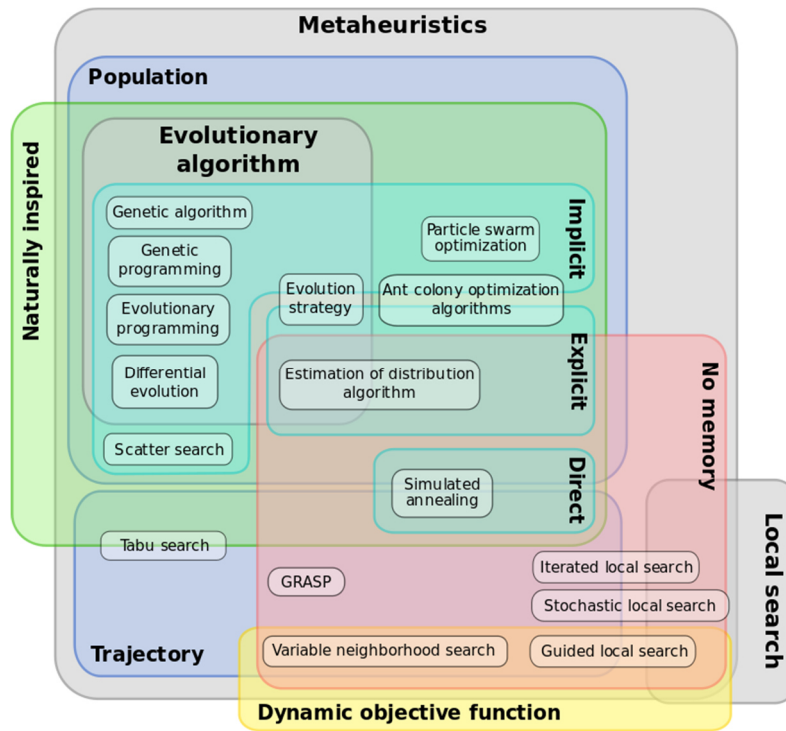 Metaheuristics
Population
Naturally inspired
Evolutionary
algorithm
Implicit
Genetic algorithm
Particle swarm
optimization
Genetic
programming
Evolution
strategy
Ant colony optimization
algorithms
Evolutionary
programming
Explicit
Differential
evolution
Estimation of distribution
algorithm
No memory
Scatter search
Direct
Simulated
annealing
Local search
Tabu search
GRASP
Iterated local search
Stochastic local search
Trajectory
Variable neighborhood search
Guided local search
Dynamic objective function